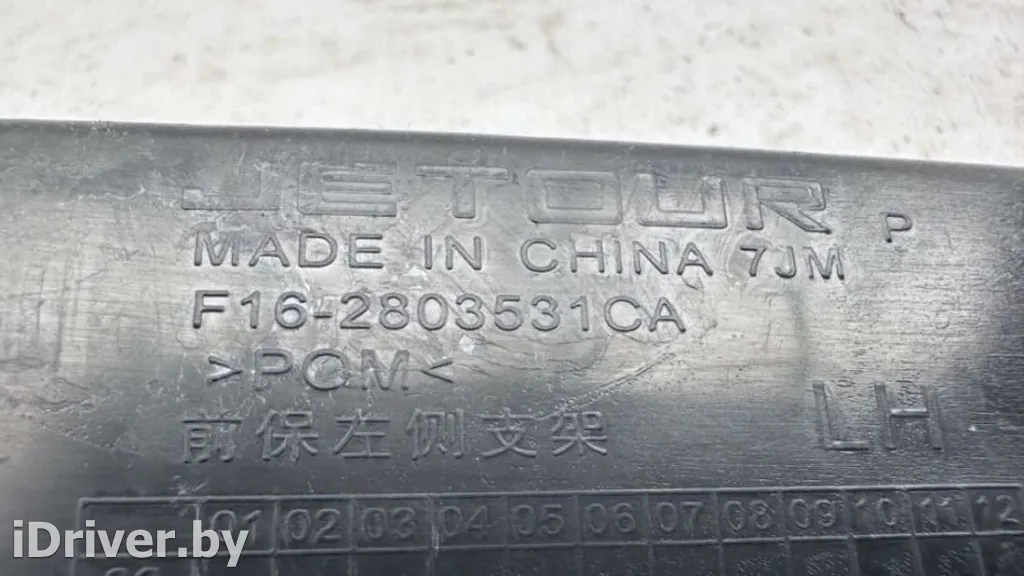 JETOUR
MADE IN CHINA 7JM P
F16-2803531CA
>POM<
前保左侧支架
LH
01 02 03 04 05 06 07 08 09 10 11 12
iDriver.by